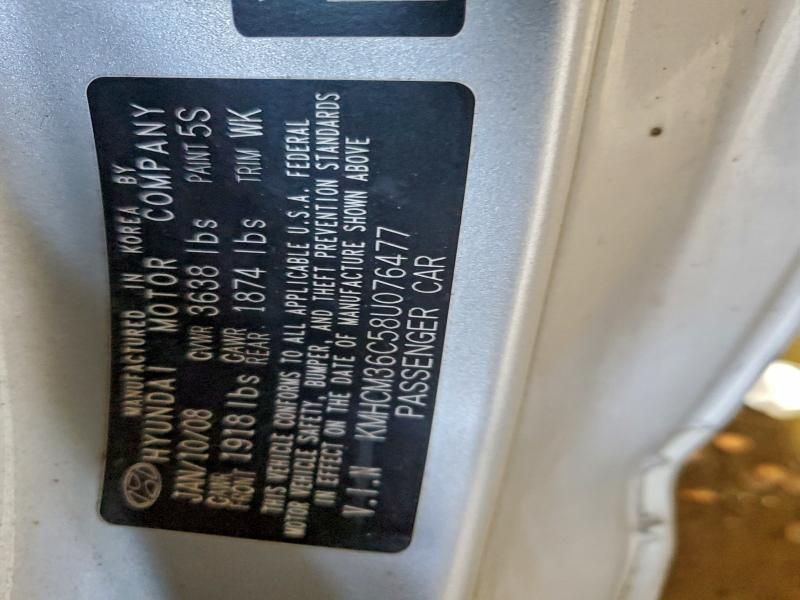 MANUFACTURED IN KOREA BY
HYUNDAI MOTOR COMPANY
JAN/10/08 GVWR 3638 lbs PAINT 5S
GAWR FRONT 1918 lbs GAWR REAR 1874 lbs TRIM WK
THIS VEHICLE CONFORMS TO ALL APPLICABLE U.S.A. FEDERAL
MOTOR VEHICLE SAFETY, BUMPER, AND THEFT PREVENTION STANDARDS
IN EFFECT ON THE DATE OF MANUFACTURE SHOWN ABOVE
V.I.N KMHCM36C58U076477
PASSENGER CAR